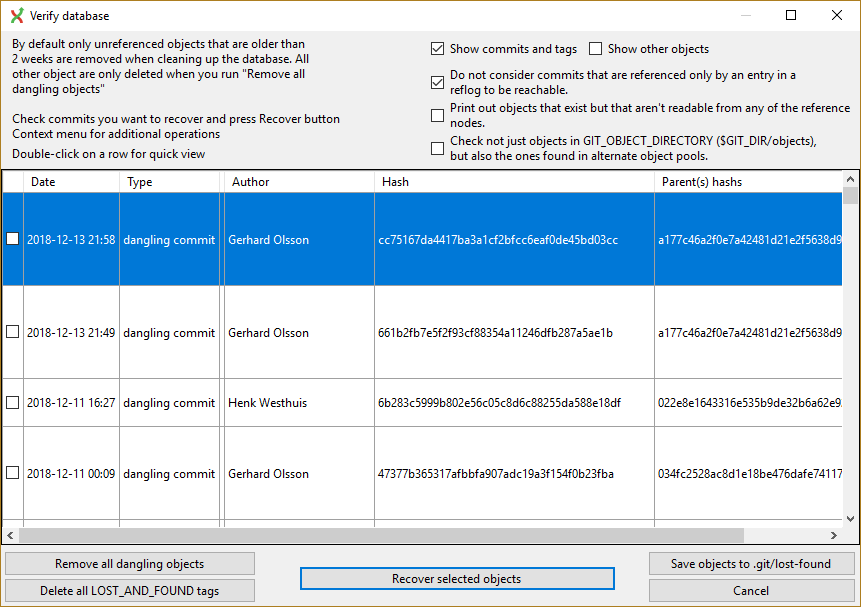 Verify database
By default only unreferenced objects that are older than
2 weeks are removed when cleaning up the database. All
other object are only deleted when you run "Remove all
dangling objects"
Check commits you want to recover and press Recover button
Context menu for additional operations
Double-click on a row for quick view
Show commits and tags Show other objects
Do not consider commits that are referenced only by an entry in a
reflog to be reachable.
Print out objects that exist but that aren't readable from any of the reference
nodes.
Check not just objects in GIT_OBJECT_DIRECTORY ($GIT_DIR/objects),
but also the ones found in alternate object pools.
Date Type Author Hash Parent(s) hashs
2018-12-13 21:58 dangling commit Gerhard Olsson cc75167da4417ba3a1cf2bfcc6eaf0de45bd03cc a177c46a2f0e7a42481d21e2f5638d9
2018-12-13 21:49 dangling commit Gerhard Olsson 661b2fb7e5f2f93cf88354a11246dfb287a5ae1b a177c46a2f0e7a42481d21e2f5638d9
2018-12-11 16:27 dangling commit Henk Westhuis 6b283c5999b802e56c05c8d6c88255da588e18df 022e8e1643316e535b9de32b6a62e9
2018-12-11 00:09 dangling commit Gerhard Olsson 47377b365317afbbfa907adc19a3f154f0b23fba 034fc2528ac8d1e18be476dafe74117
Remove all dangling objects
Delete all LOST_AND_FOUND tags
Recover selected objects
Save objects to .git/lost-found
Cancel